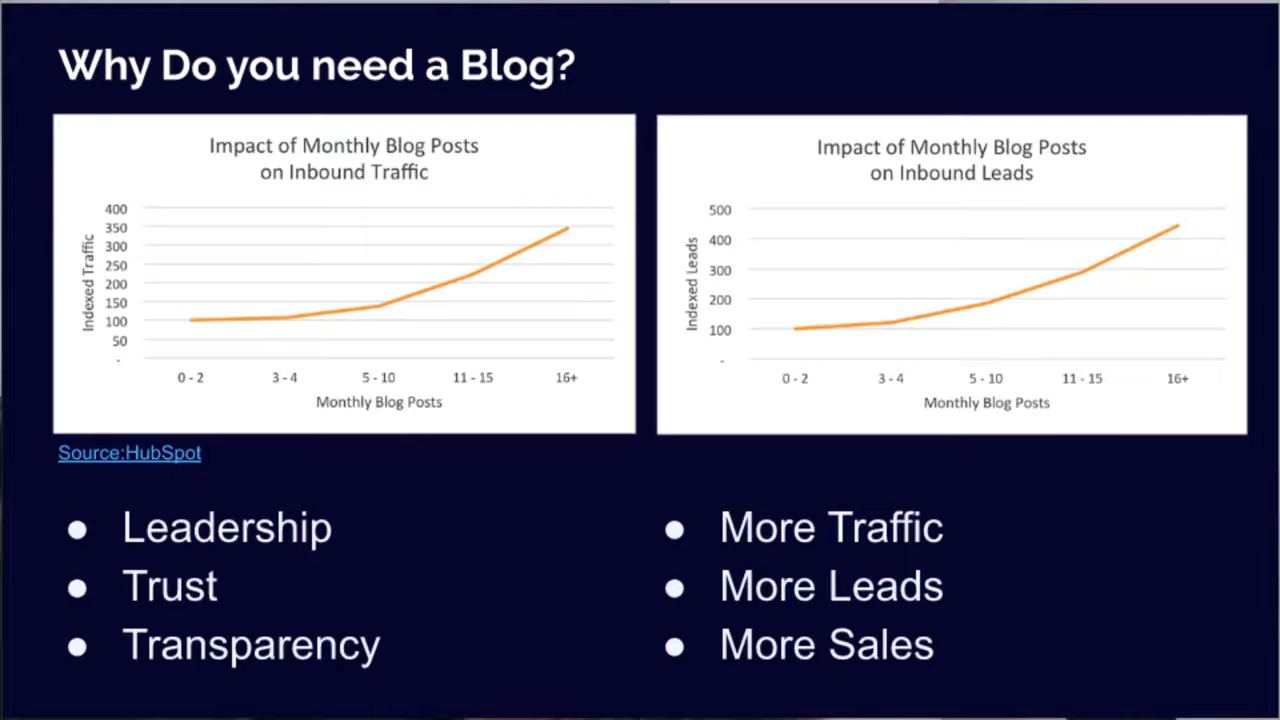 Why Do you need a Blog?
Impact of Monthly Blog Posts
on Inbound Traffic
Indexed Traffic
400
350
300
250
200
150
100
50
-
0 - 2
3 - 4
5 - 10
11 - 15
16+
Monthly Blog Posts
Impact of Monthly Blog Posts
on Inbound Leads
Indexed Leads
500
400
300
200
100
-
0 - 2
3 - 4
5 - 10
11 - 15
16+
Monthly Blog Posts
Source:HubSpot
● Leadership
● Trust
● Transparency
● More Traffic
● More Leads
● More Sales